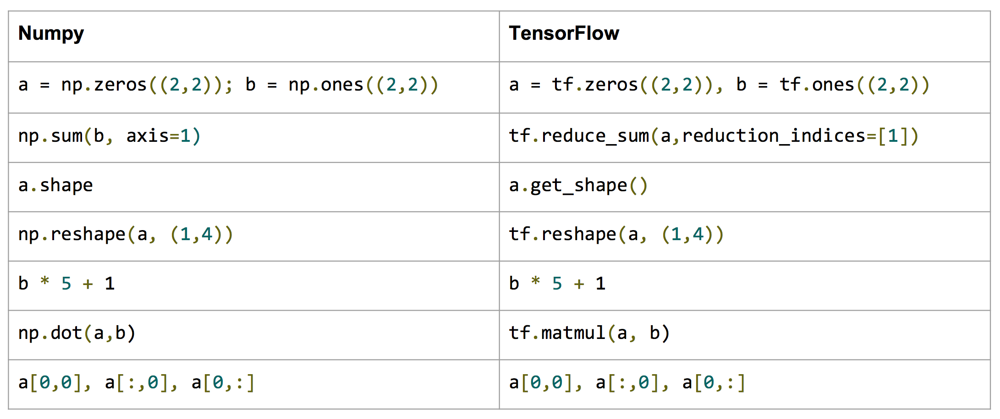 Numpy
TensorFlow
a = np.zeros((2,2)); b = np.ones((2,2))
a = tf.zeros((2,2)), b = tf.ones((2,2))
np.sum(b, axis=1)
tf.reduce_sum(a,reduction_indices=[1])
a.shape
a.get_shape()
np.reshape(a, (1,4))
tf.reshape(a, (1,4))
b * 5 + 1
b * 5 + 1
np.dot(a,b)
tf.matmul(a, b)
a[0,0], a[:,0], a[0,:]
a[0,0], a[:,0], a[0,:]